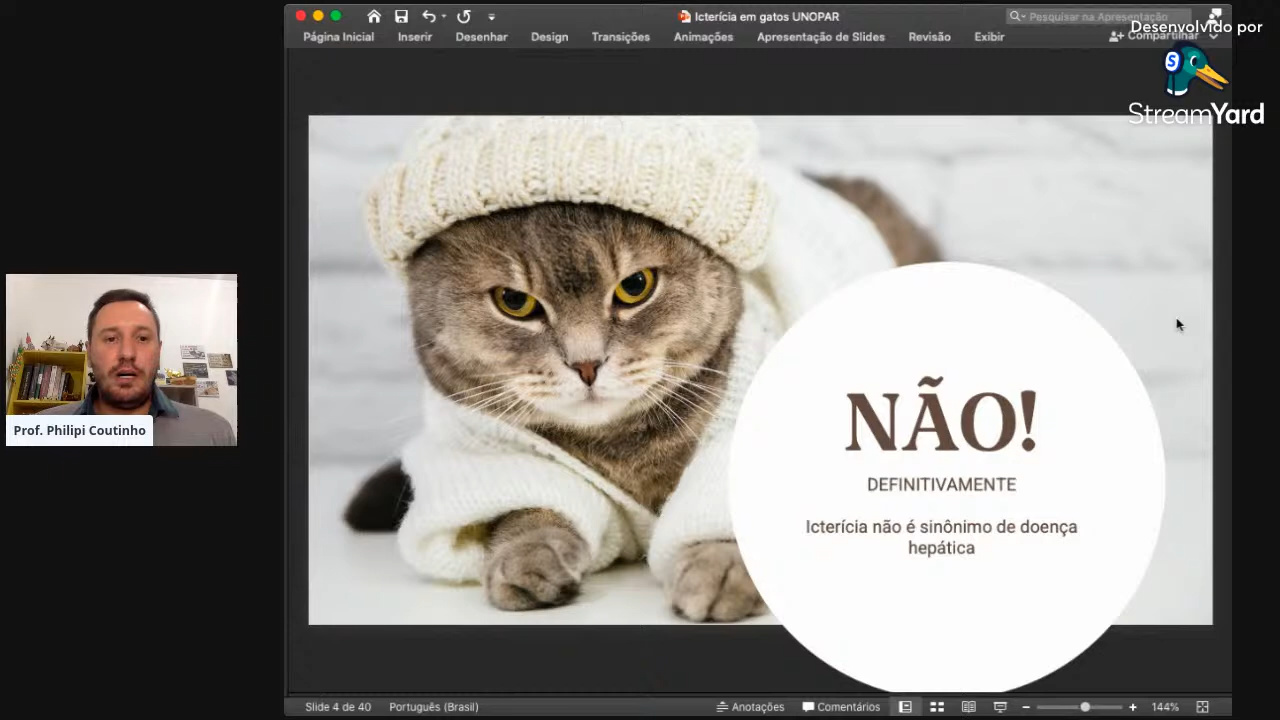 Icterícia em gatos UNOPAR
Pesquisar na Apresentação
Desenvolvido por
Página Inicial
Inserir
Desenhar
Design
Transições
Animações
Apresentação de Slides
Revisão
Exibir
Compartilhar
StreamYard
NÃO!
DEFINITIVAMENTE
Icterícia não é sinônimo de doença
hepática
Prof. Philipi Coutinho
Slide 4 de 40
Português (Brasil)
Anotações
Comentários
144%